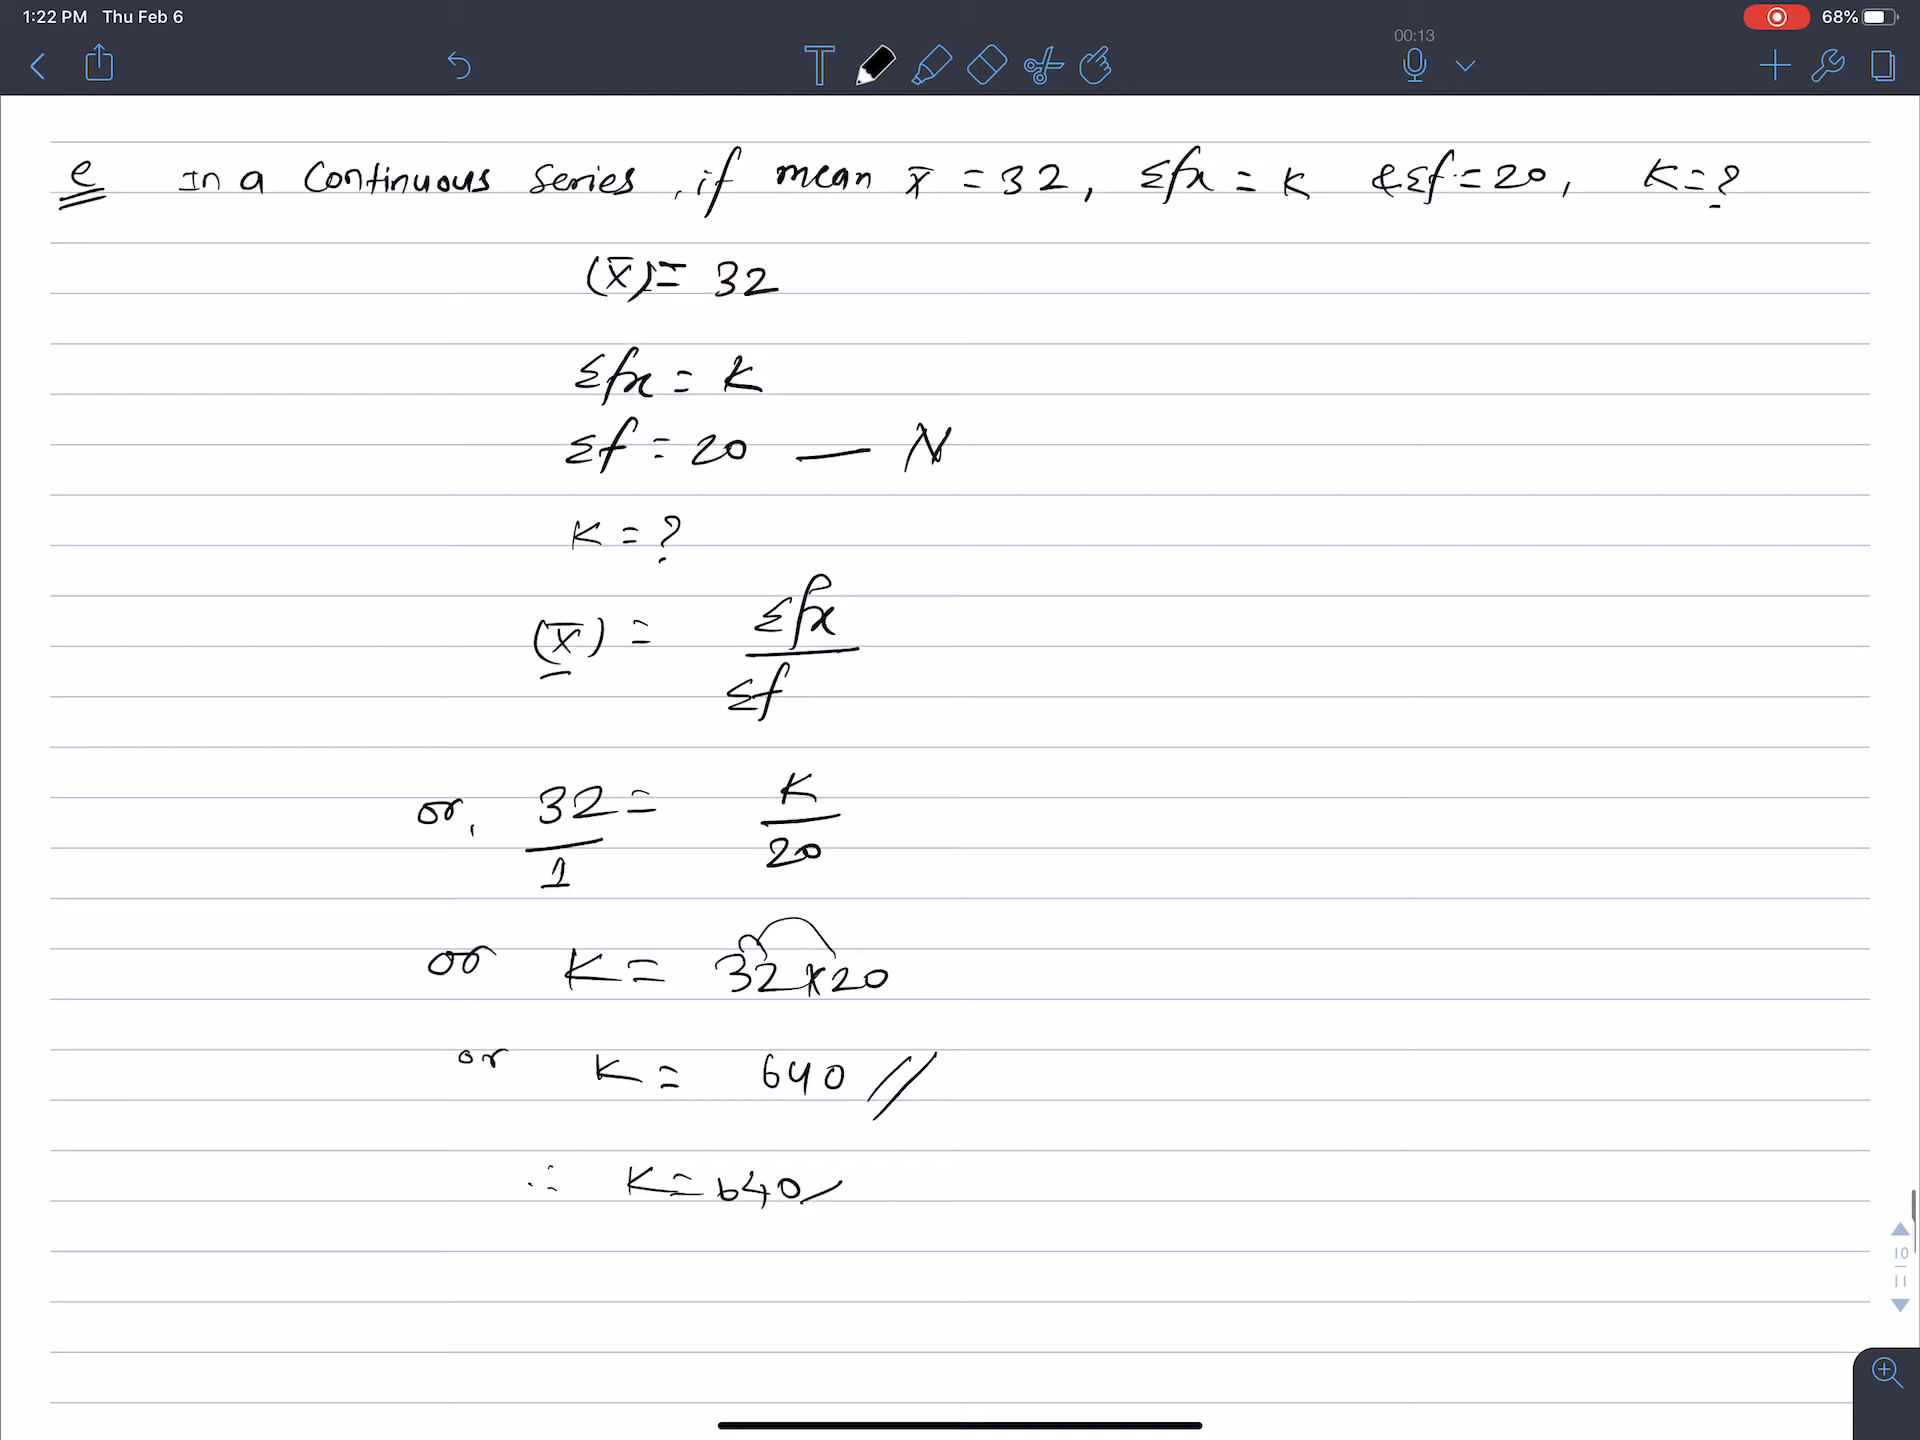 1:22 PM Thu Feb 6
68%
00:13
e In a Continuous Series, if mean x̄ = 32, Σfx = K & Σf = 20, K = ?
(x̄) = 32
Σfx = K
Σf = 20 — N
K = ?
(x̄) = Σfx / Σf
or, 32/1 = K/20
or K = 32 x 20
or K = 640 //
∴ K = 640
10
11